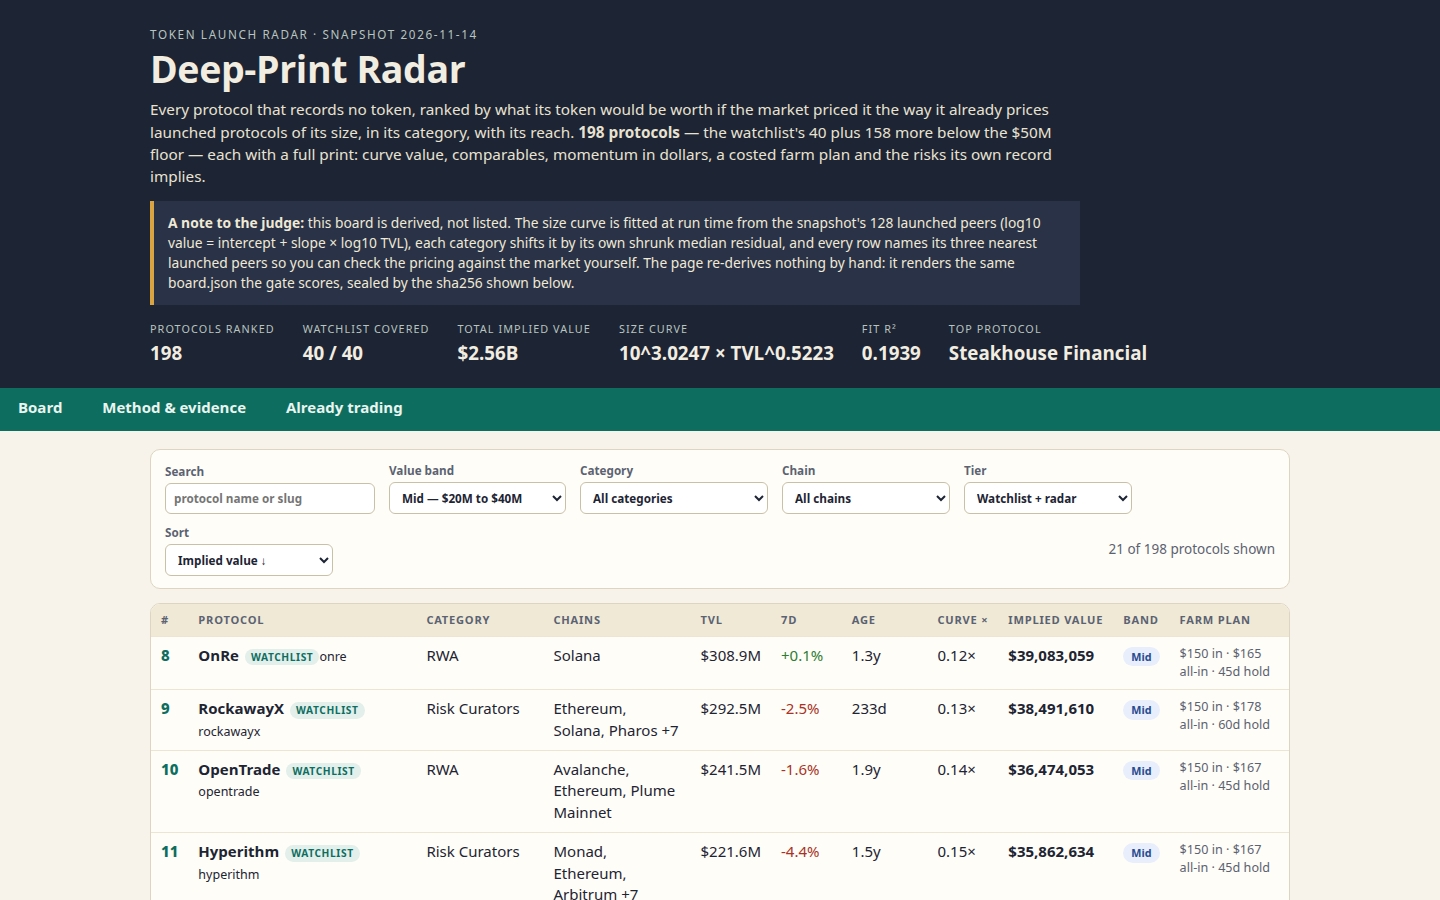 TOKEN LAUNCH RADAR · SNAPSHOT 2026-11-14
Deep-Print Radar
Every protocol that records no token, ranked by what its token would be worth if the market priced it the way it already prices
launched protocols of its size, in its category, with its reach. 198 protocols — the watchlist's 40 plus 158 more below the $50M
floor — each with a full print: curve value, comparables, momentum in dollars, a costed farm plan and the risks its own record
implies.
A note to the judge: this board is derived, not listed. The size curve is fitted at run time from the snapshot's 128 launched peers (log10
value = intercept + slope × log10 TVL), each category shifts it by its own shrunk median residual, and every row names its three nearest
launched peers so you can check the pricing against the market yourself. The page re-derives nothing by hand: it renders the same
board.json the gate scores, sealed by the sha256 shown below.
PROTOCOLS RANKED WATCHLIST COVERED TOTAL IMPLIED VALUE SIZE CURVE FIT R² TOP PROTOCOL
198 40 / 40 $2.56B 10^3.0247 × TVL^0.5223 0.1939 Steakhouse Financial
Board Method & evidence Already trading
Search Value band Category Chain Tier
protocol name or slug Mid — $20M to $40M All categories All chains Watchlist + radar
Sort
Implied value ↓ 21 of 198 protocols shown
# PROTOCOL CATEGORY CHAINS TVL 7D AGE CURVE × IMPLIED VALUE BAND FARM PLAN
8 OnRe WATCHLIST onre RWA Solana $308.9M +0.1% 1.3y 0.12× $39,083,059 Mid $150 in · $165
all-in · 45d hold
9 RockawayX WATCHLIST Risk Curators Ethereum, $292.5M -2.5% 233d 0.13× $38,491,610 Mid $150 in · $178
rockawayx Solana, Pharos +7 all-in · 60d hold
10 OpenTrade WATCHLIST RWA Avalanche, $241.5M -1.6% 1.9y 0.14× $36,474,053 Mid $150 in · $167
opentrade Ethereum, Plume all-in · 45d hold
Mainnet
11 Hyperithm WATCHLIST Risk Curators Monad, $221.6M -4.4% 1.5y 0.15× $35,862,634 Mid $150 in · $167
hyperithm Ethereum, all-in · 45d hold
Arbitrum +7